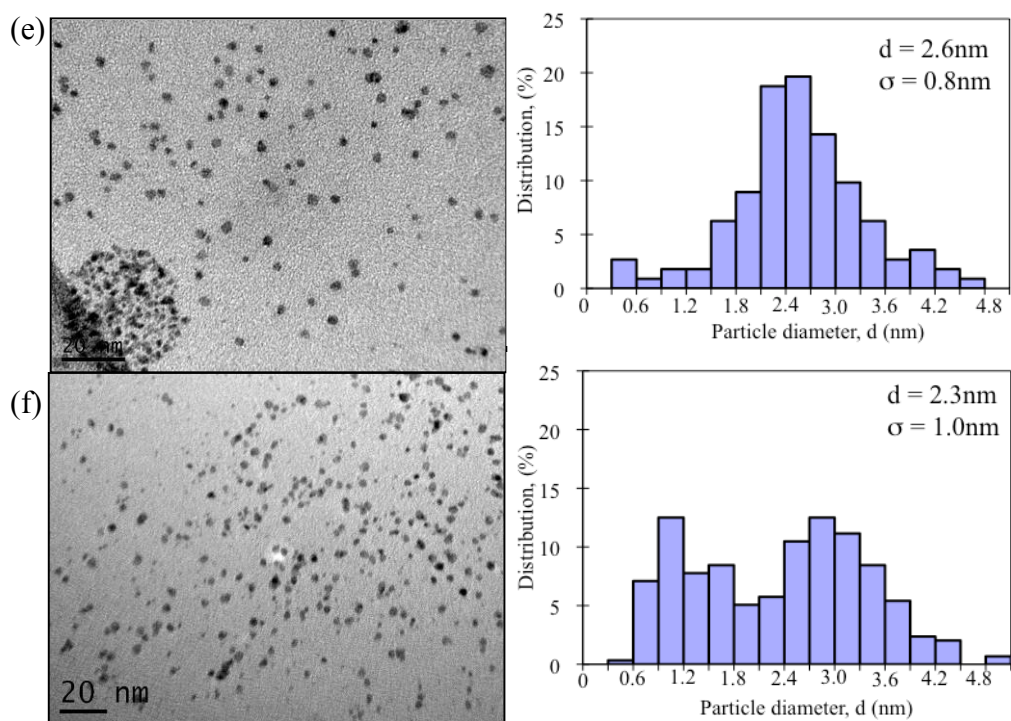 (e)
20 nm
25
20
15
10
5
0
Distribution, (%)
d = 2.6nm
σ = 0.8nm
0 0.6 1.2 1.8 2.4 3.0 3.6 4.2 4.8
Particle diameter, d (nm)
(f)
20 nm
25
20
15
10
5
0
Distribution, (%)
d = 2.3nm
σ = 1.0nm
0 0.6 1.2 1.8 2.4 3.0 3.6 4.2 4.8
Particle diameter, d (nm)